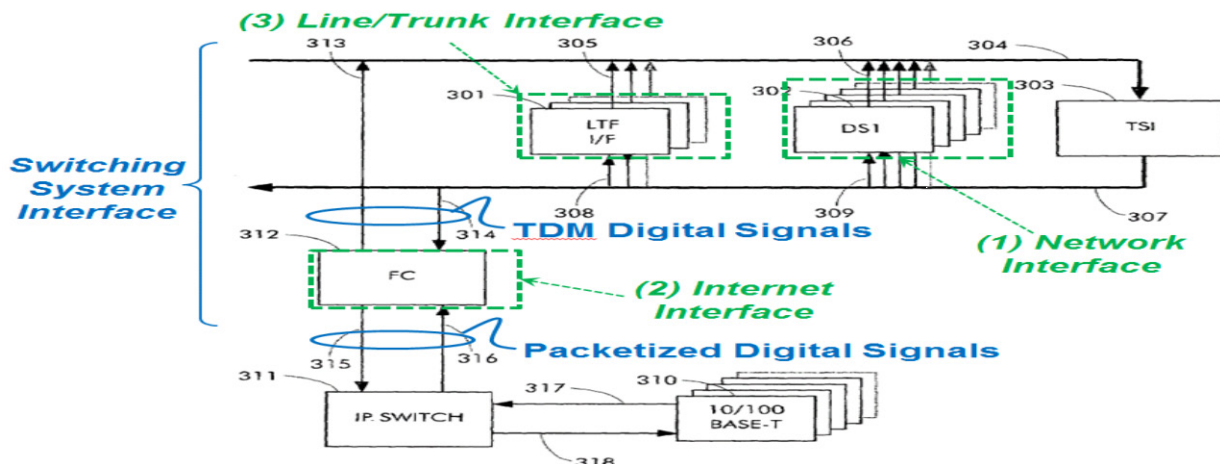 (3) Line/Trunk Interface
313
305
306
304
301
302
303
LTF
I/F
DS1
TSI
Switching
System
Interface
308
309
307
314
312
TDM Digital Signals
(1) Network
Interface
FC
(2) Internet
Interface
315
316
Packetized Digital Signals
311
317
310
IP. SWITCH
10/100
BASE-T
318